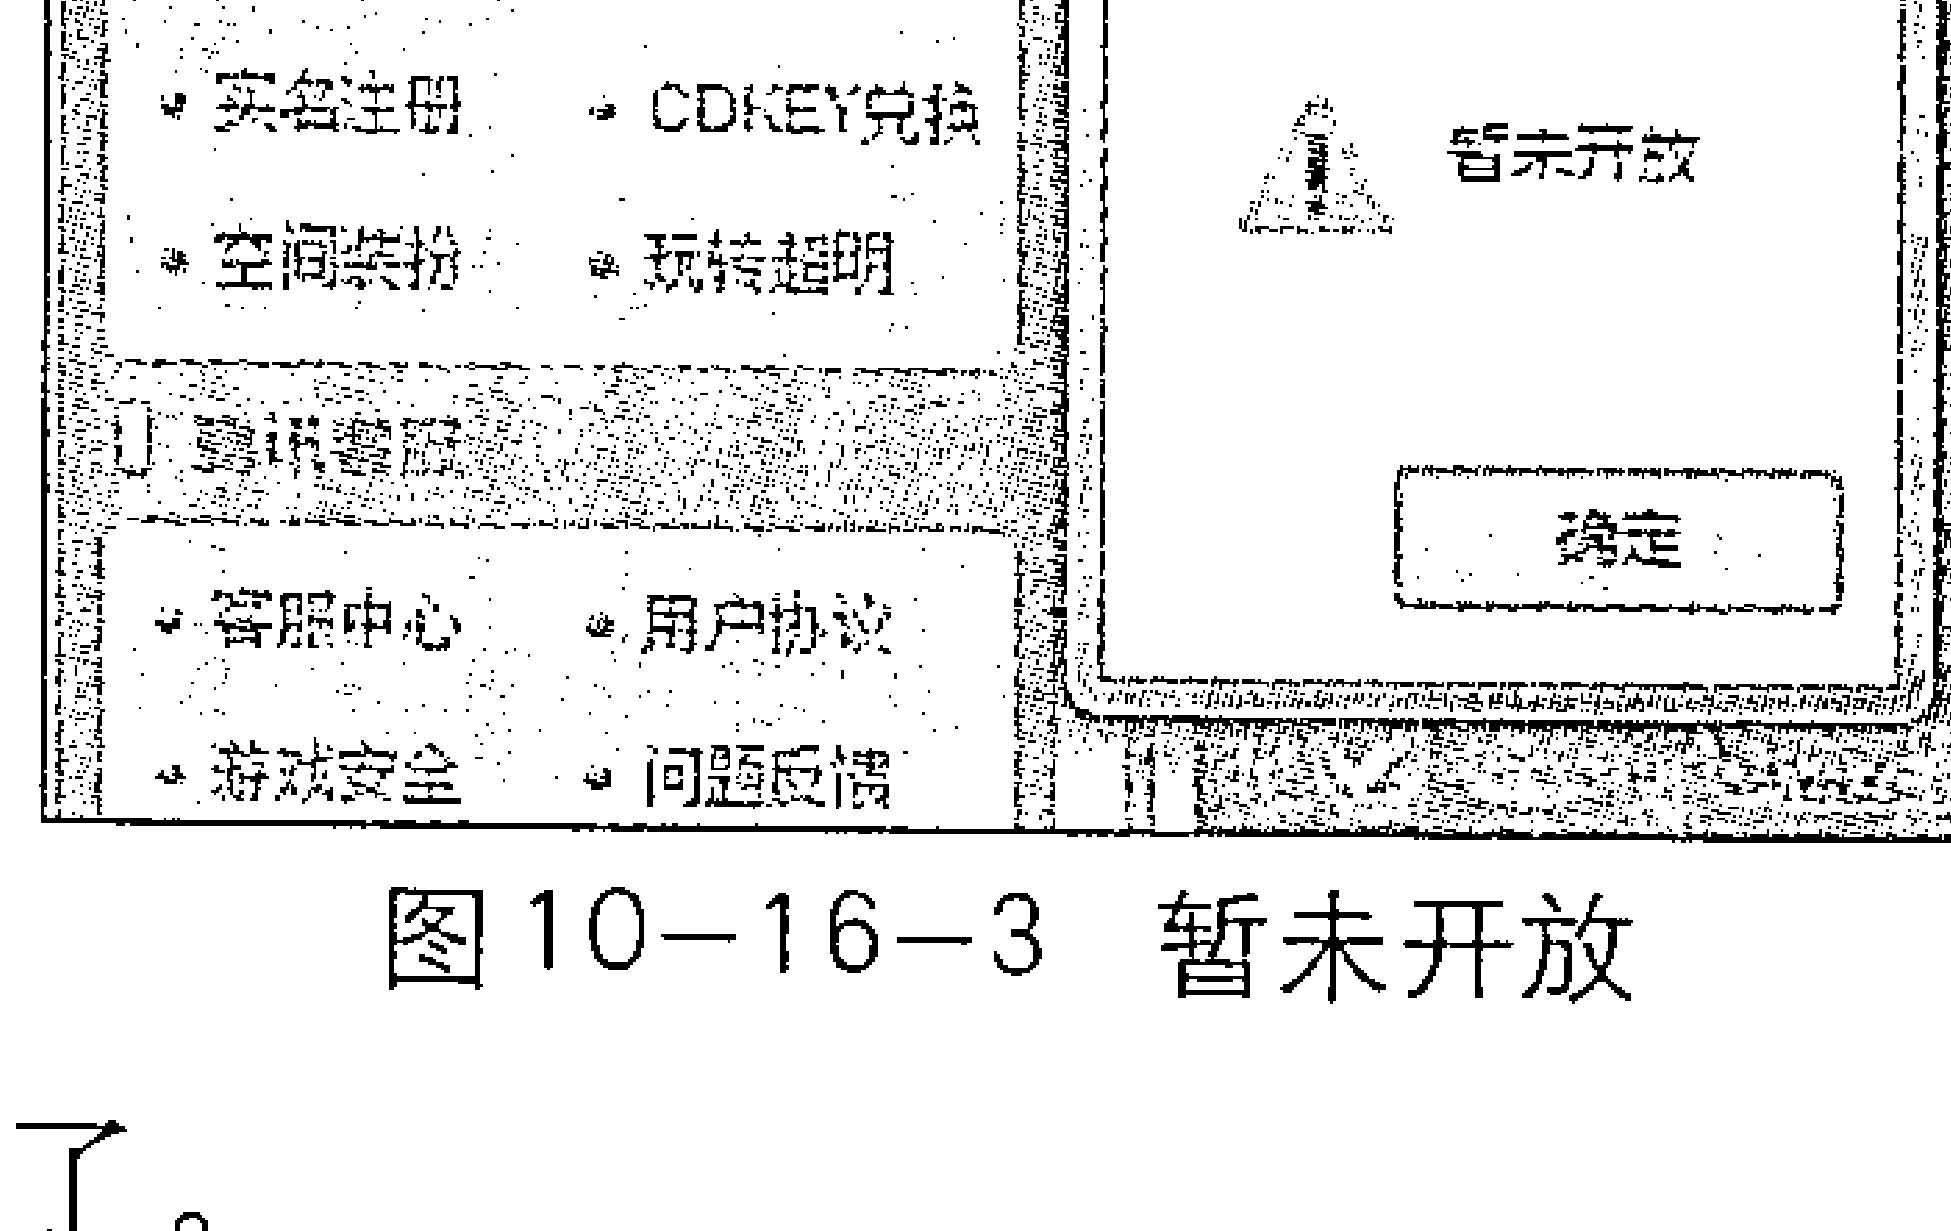 实名注册
CDKEY兑换
空间装扮
玩转超明
客服中心
用户协议
游戏安全
问题反馈
暂未开放
确定
图10-16-3 暂未开放